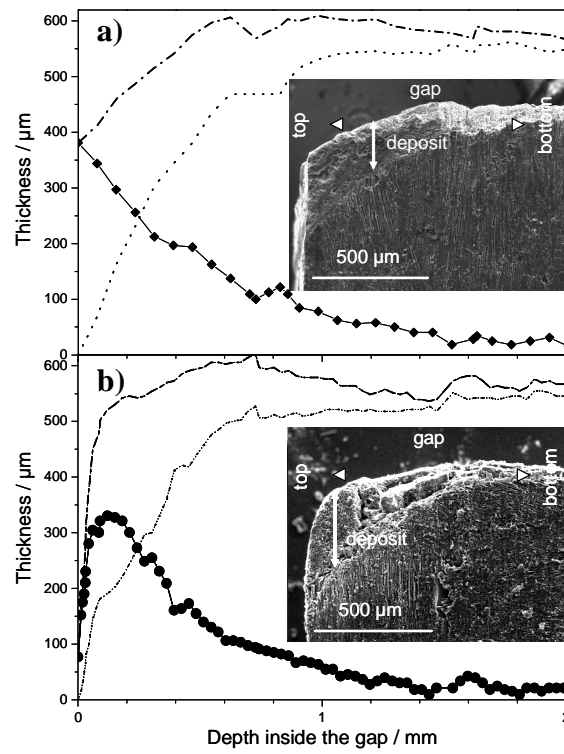 a)
600
500
400
300
200
100
0
Thickness / µm
gap
top
bottom
deposit
500 µm
b)
600
500
400
300
200
100
0
Thickness / µm
gap
top
bottom
deposit
500 µm
0
1
2
Depth inside the gap / mm